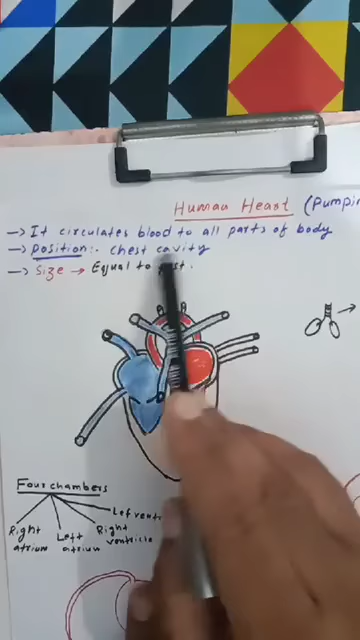 Human Heart (Pumpin
→ It circulates blood to all parts of body
→ Position:- Chest cavity
→ Size → Equal to fist.
Four chambers
Right atrium
Left atrium
Right ventricle
Left ventr